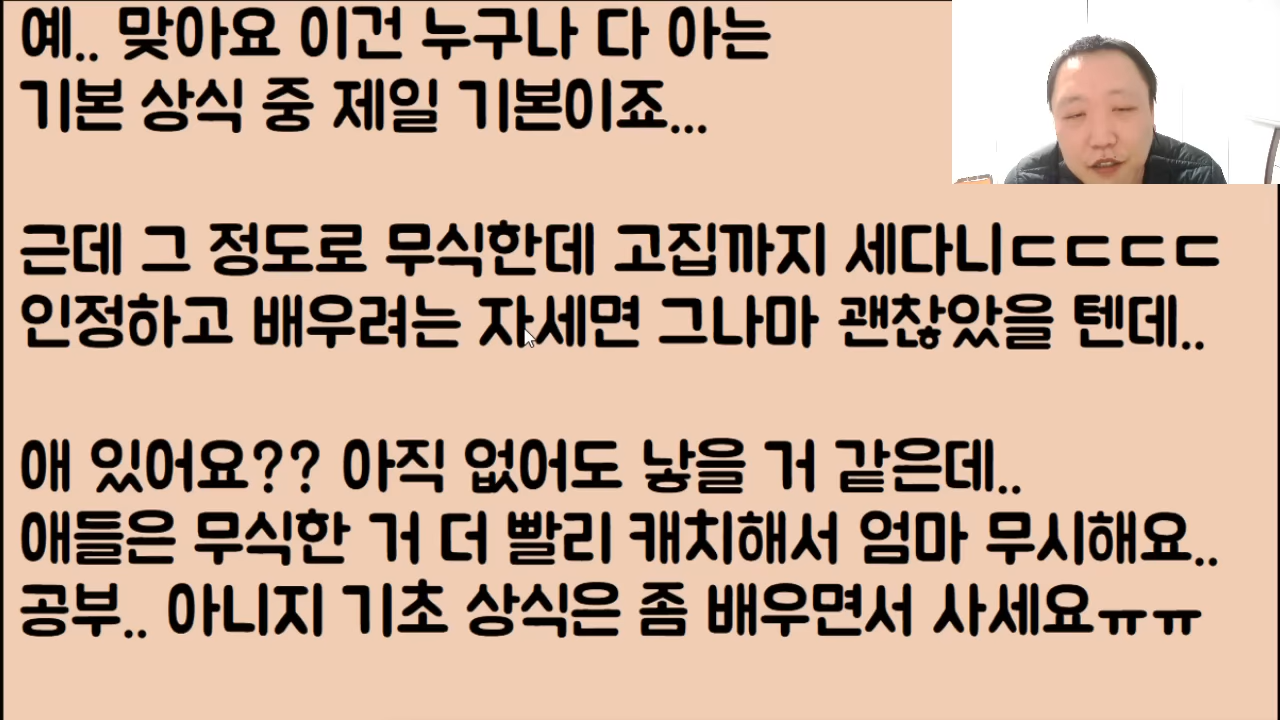 예.. 맞아요 이건 누구나 다 아는
기본 상식 중 제일 기본이죠...
근데 그 정도로 무식한데 고집까지 세다니ㄷㄷㄷㄷ
인정하고 배우려는 자세면 그나마 괜찮았을 텐데..
애 있어요?? 아직 없어도 낳을 거 같은데..
애들은 무식한 거 더 빨리 캐치해서 엄마 무시해요..
공부.. 아니지 기초 상식은 좀 배우면서 사세요ㅠㅠ